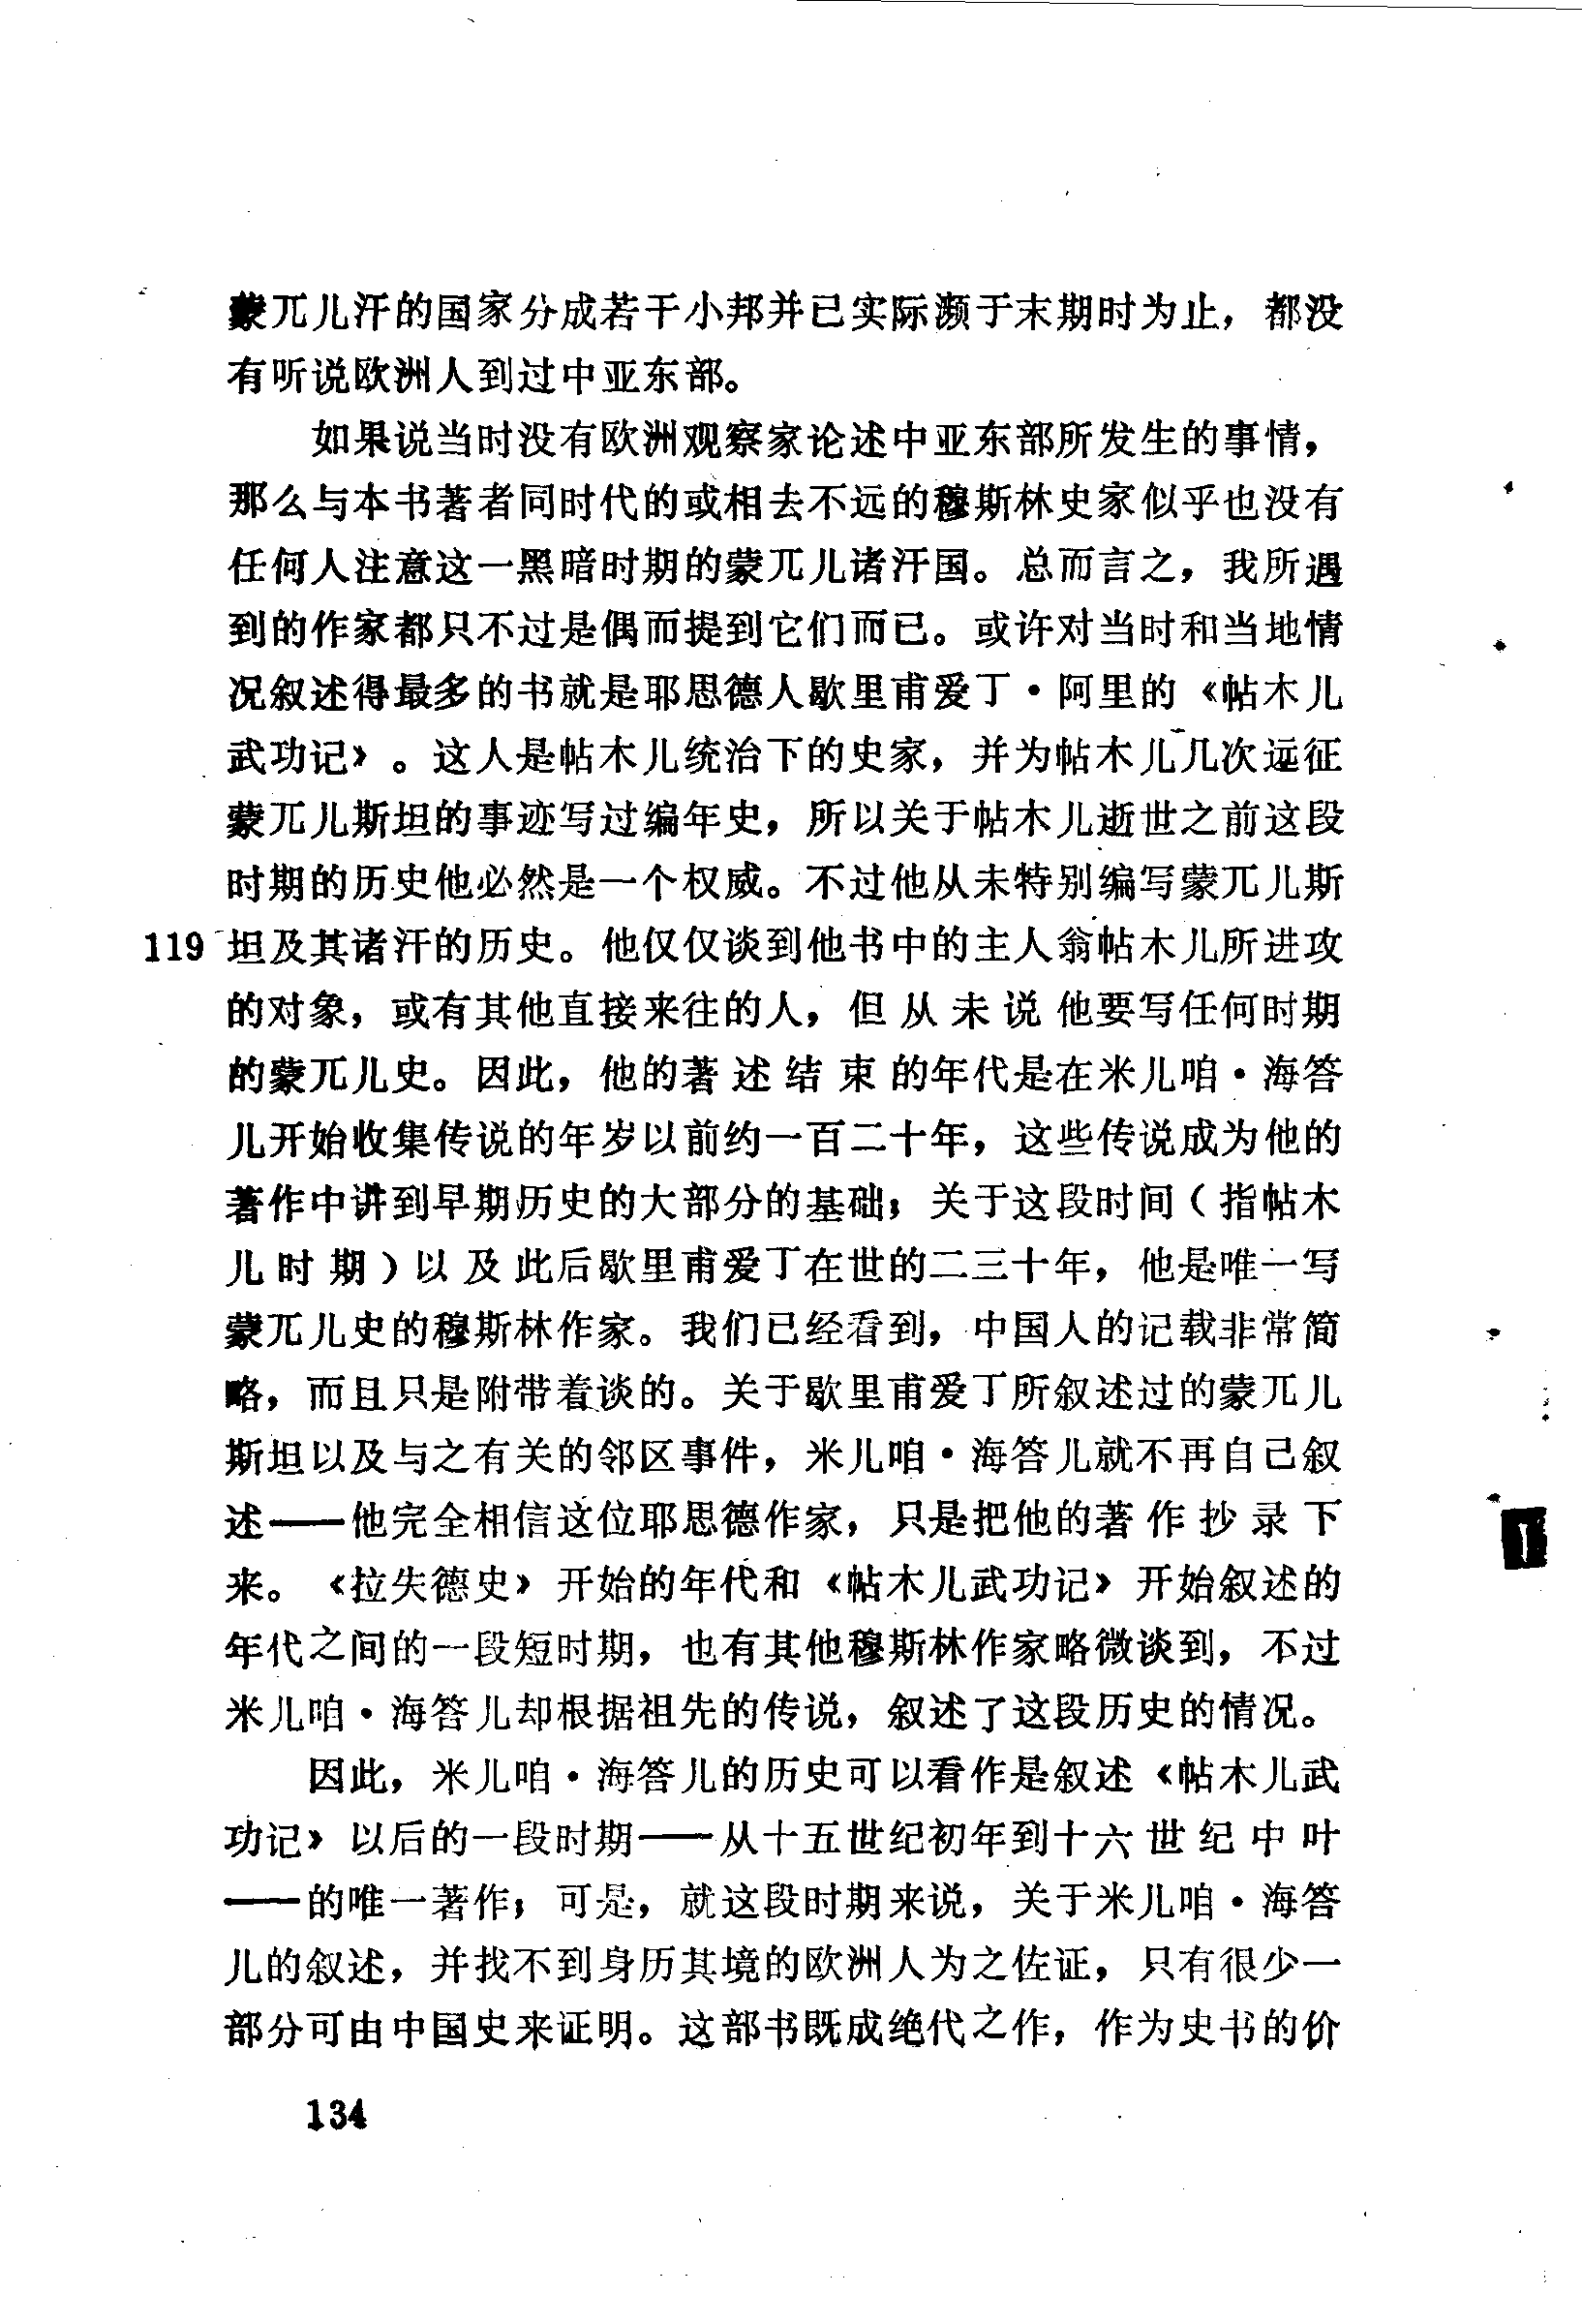 蒙兀儿汗的国家分成若干小邦并已实际濒于末期时为止，都没
有听说欧洲人到过中亚东部。
如果说当时没有欧洲观察家论述中亚东部所发生的事情，
那么与本书著者同时代的或相去不远的穆斯林史家似乎也没有
任何人注意这一黑暗时期的蒙兀儿诸汗国。总而言之，我所遇
到的作家都只不过是偶而提到它们而已。或许对当时和当地情
况叙述得最多的书就是耶思德人歇里甫爱丁·阿里的《帖木儿
武功记》。这人是帖木儿统治下的史家，并为帖木儿几次远征
蒙兀儿斯坦的事迹写过编年史，所以关于帖木儿逝世之前这段
时期的历史他必然是一个权威。不过他从未特别编写蒙兀儿斯
119 坦及其诸汗的历史。他仅仅谈到他书中的主人翁帖木儿所进攻
的对象，或有其他直接来往的人，但从未说他要写任何时期
的蒙兀儿史。因此，他的著述结束的年代是在米儿咱·海答
儿开始收集传说的年岁以前约一百二十年，这些传说成为他的
著作中讲到早期历史的大部分的基础；关于这段时间（指帖木
儿时期）以及此后歇里甫爱丁在世的二三十年，他是唯一写
蒙兀儿史的穆斯林作家。我们已经看到，中国人的记载非常简
略，而且只是附带着谈的。关于歇里甫爱丁所叙述过的蒙兀儿
斯坦以及与之有关的邻区事件，米儿咱·海答儿就不再自己叙
述——他完全相信这位耶思德作家，只是把他的著作抄录下
来。《拉失德史》开始的年代和《帖木儿武功记》开始叙述的
年代之间的一段短时期，也有其他穆斯林作家略微谈到，不过
米儿咱·海答儿却根据祖先的传说，叙述了这段历史的情况。
因此，米儿咱·海答儿的历史可以看作是叙述《帖木儿武
功记》以后的一段时期——从十五世纪初年到十六世纪中叶
——的唯一著作；可是，就这段时期来说，关于米儿咱·海答
儿的叙述，并找不到身历其境的欧洲人为之佐证，只有很少一
部分可由中国史来证明。这部书既成绝代之作，作为史书的价
134